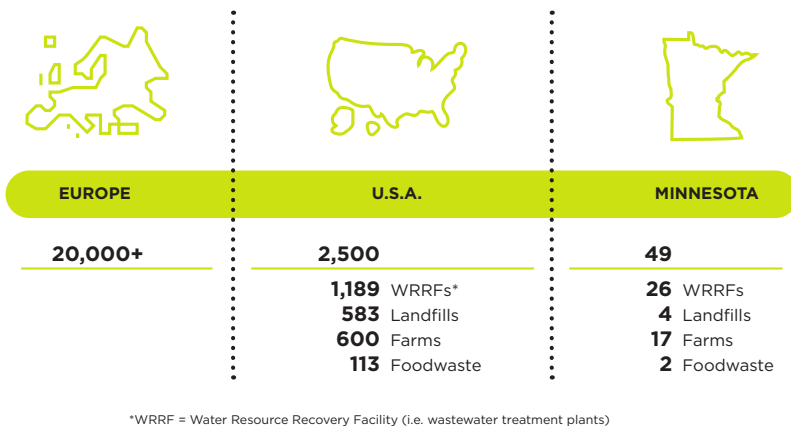 EUROPE
U.S.A.
MINNESOTA
20,000+
2,500
49
1,189 WRRFs*
583 Landfills
600 Farms
113 Foodwaste
26 WRRFs
4 Landfills
17 Farms
2 Foodwaste
*WRRF = Water Resource Recovery Facility (i.e. wastewater treatment plants)